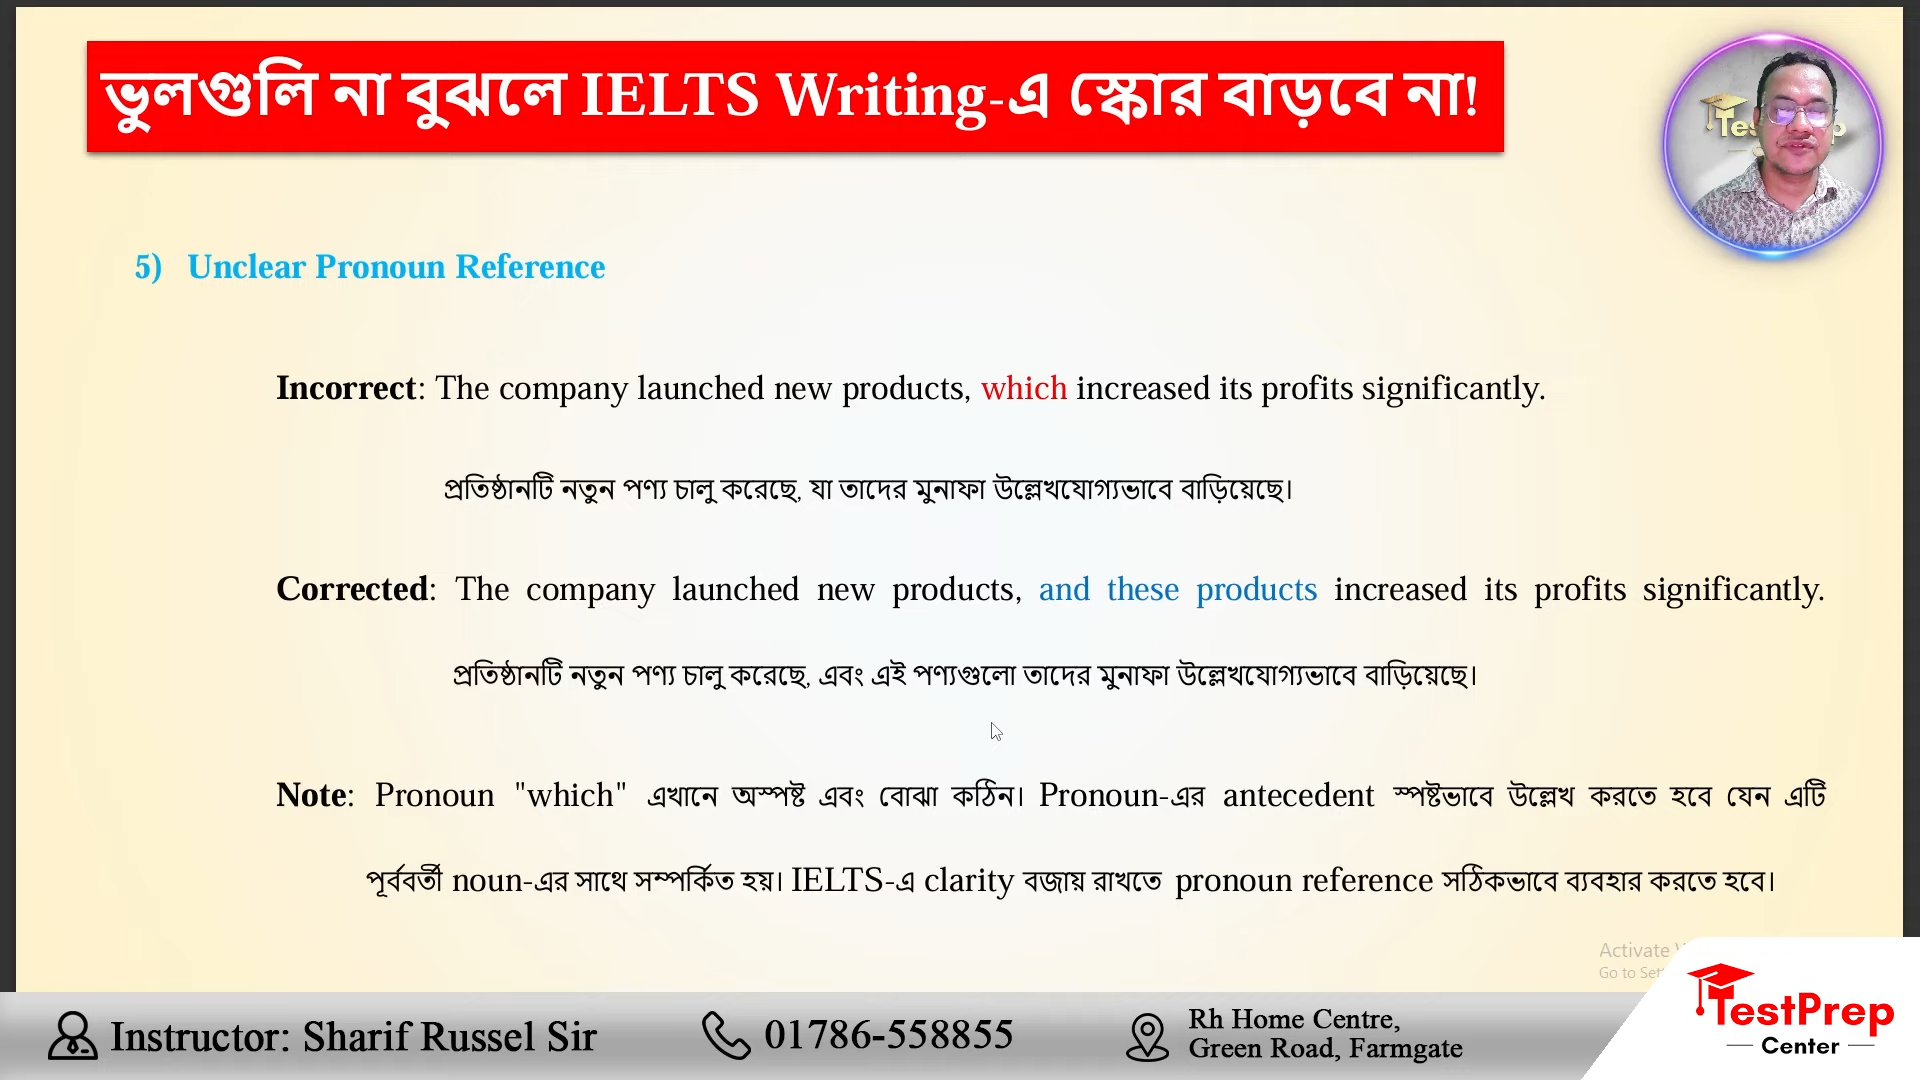 ভুলগুলি না বুঝলে IELTS Writing-এ স্কোর বাড়বে না!
5) Unclear Pronoun Reference
Incorrect: The company launched new products, which increased its profits significantly.
প্রতিষ্ঠানটি নতুন পণ্য চালু করেছে, যা তাদের মুনাফা উল্লেখযোগ্যভাবে বাড়িয়েছে।
Corrected: The company launched new products, and these products increased its profits significantly.
প্রতিষ্ঠানটি নতুন পণ্য চালু করেছে, এবং এই পণ্যগুলো তাদের মুনাফা উল্লেখযোগ্যভাবে বাড়িয়েছে।
Note: Pronoun "which" এখানে অস্পষ্ট এবং বোঝা কঠিন। Pronoun-এর antecedent স্পষ্টভাবে উল্লেখ করতে হবে যেন এটি
পূর্ববর্তী noun-এর সাথে সম্পর্কিত হয়। IELTS-এ clarity বজায় রাখতে pronoun reference সঠিকভাবে ব্যবহার করতে হবে।
Activate
Go to
Instructor: Sharif Russel Sir
01786-558855
Rh Home Centre,
Green Road, Farmgate
TestPrep
Center